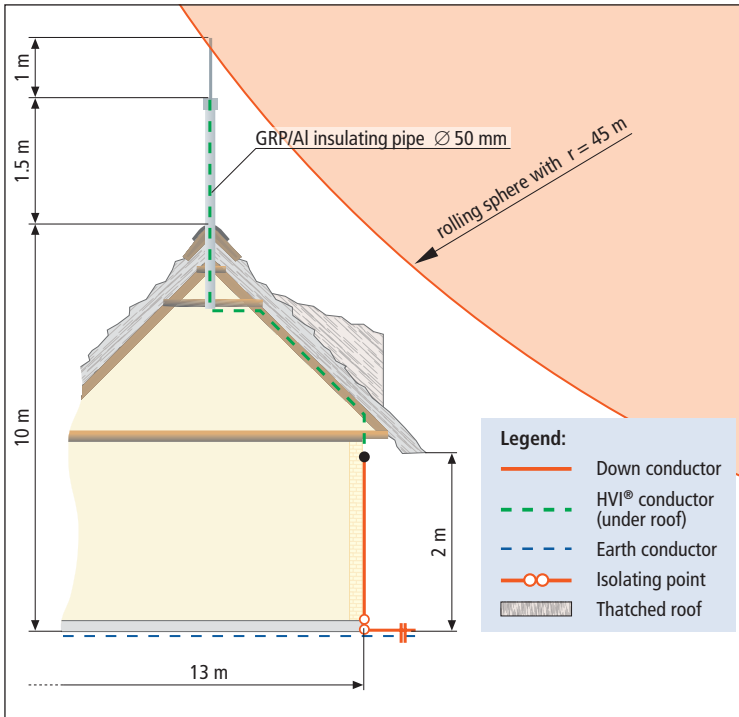 1 m
1.5 m
GRP/Al insulating pipe ∅ 50 mm
rolling sphere with r = 45 m
10 m
2 m
13 m
Legend:
Down conductor
HVI® conductor
(under roof)
Earth conductor
Isolating point
Thatched roof